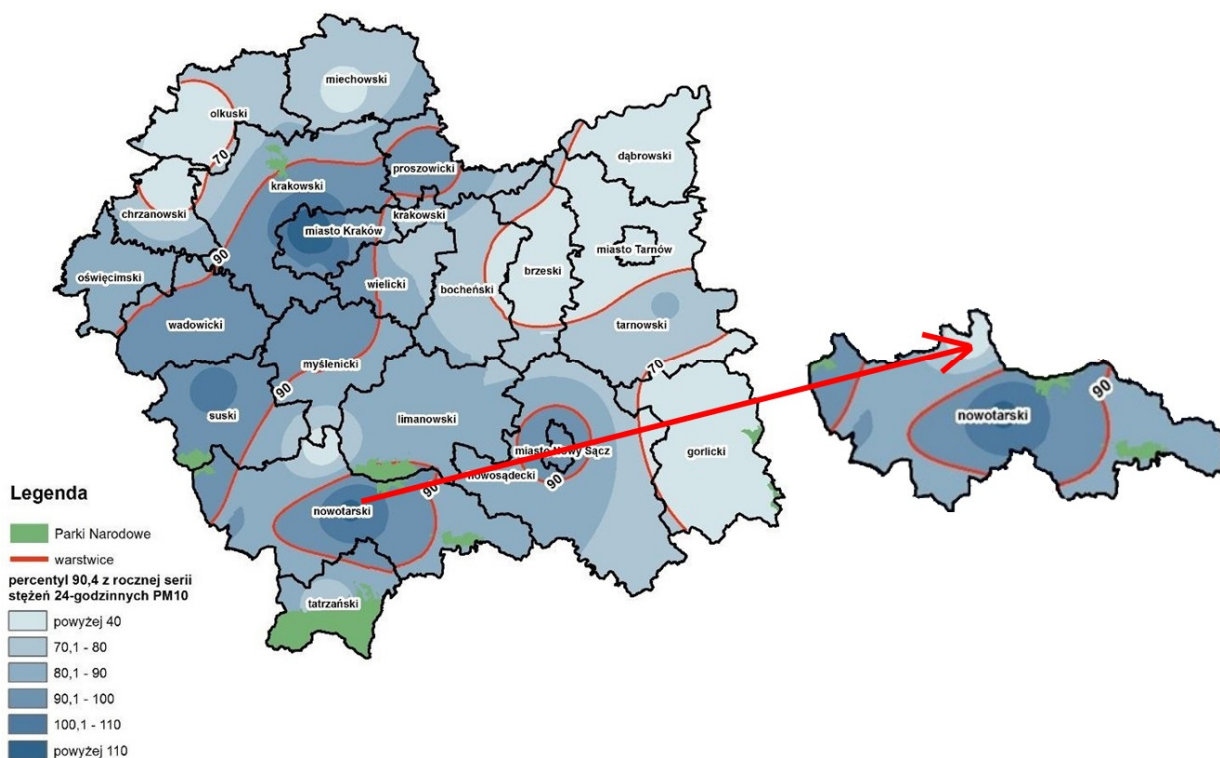 miechowski
olkuski
dąbrowski
70
proszowicki
krakowski
chrzanowski
krakowski
miasto Kraków
miasto Tarnów
90
oświęcimski
wielicki
bocheński
brzeski
wadowicki
tarnowski
myślenicki
70
90
suski
limanowski
nowotarski
90
miasto Nowy Sącz
gorlicki
nowosądecki
90
90
nowotarski
tatrzański
Legenda
Parki Narodowe
warstwice
percentyl 90,4 z rocznej serii
stężeń 24-godzinnych PM10
powyżej 40
70,1 - 80
80,1 - 90
90,1 - 100
100,1 - 110
powyżej 110